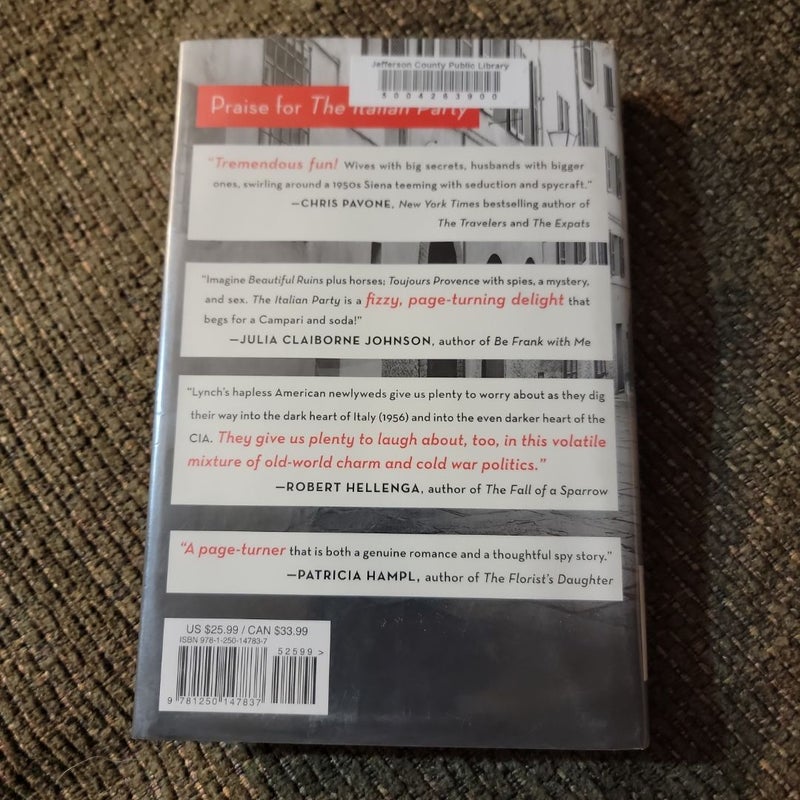 Jefferson County Public Library
5004263900
Praise for The Italian Party
"Tremendous fun! Wives with big secrets, husbands with bigger
ones, swirling around a 1950s Siena teeming with seduction and spycraft."
—CHRIS PAVONE, New York Times bestselling author of
The Travelers and The Expats
"Imagine Beautiful Ruins plus horses; Toujours Provence with spies, a mystery,
and sex. The Italian Party is a fizzy, page-turning delight that
begs for a Campari and soda!"
—JULIA CLAIBORNE JOHNSON, author of Be Frank with Me
"Lynch's hapless American newlyweds give us plenty to worry about as they dig
their way into the dark heart of Italy (1956) and into the even darker heart of the
CIA. They give us plenty to laugh about, too, in this volatile
mixture of old-world charm and cold war politics."
—ROBERT HELLENGA, author of The Fall of a Sparrow
"A page-turner that is both a genuine romance and a thoughtful spy story."
—PATRICIA HAMPL, author of The Florist's Daughter
US $25.99 / CAN $33.99
ISBN 978-1-250-14783-7
52599 >
9 781250 147837